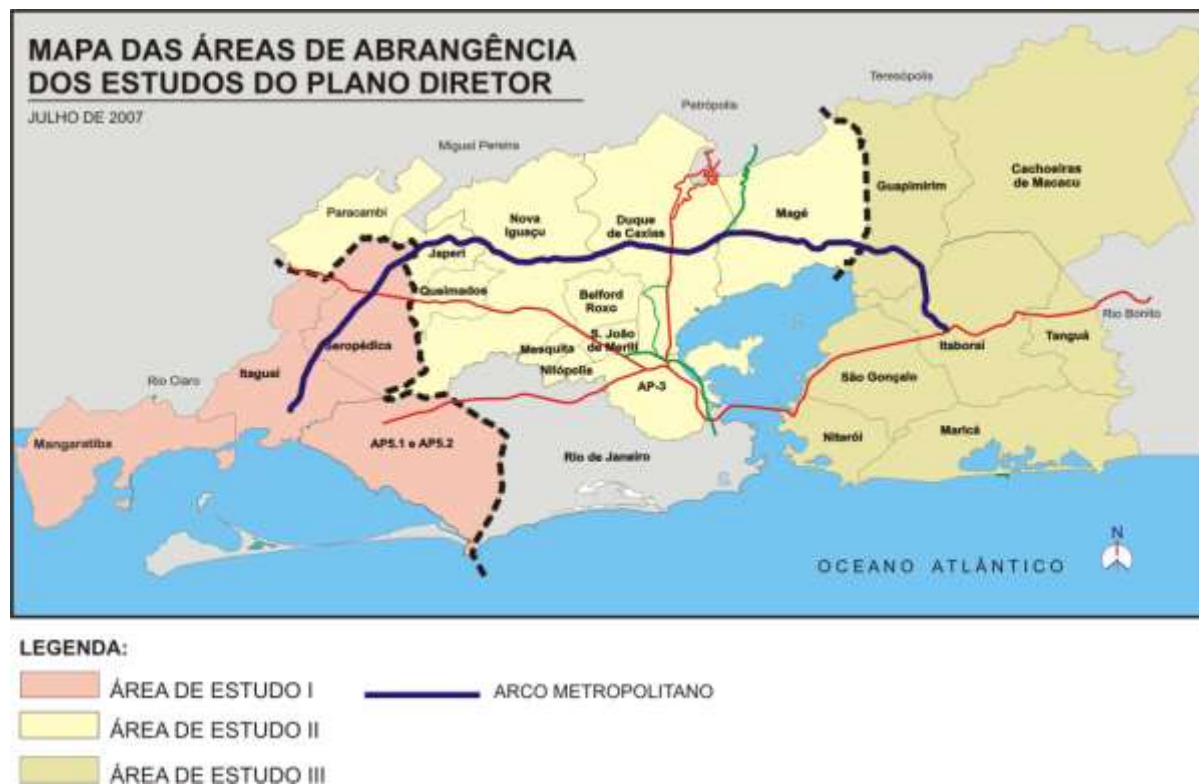 MAPA DAS ÁREAS DE ABRANGÊNCIA
DOS ESTUDOS DO PLANO DIRETOR
JULHO DE 2007
Teresópolis
Petrópolis
Miguel Pereira
Cachoeiras
de Macacu
Guapimirim
Paracambi
Magé
Nova
Iguaçu
Duque
de Caxias
Japeri
Queimados
Belford
Roxo
Rio Bonito
S. João
de Meriti
Tanguá
Itaboraí
Seropédica
Mesquita
Nilópolis
Itaguaí
Rio Claro
São Gonçalo
AP-3
Mangaratiba
AP5.1 e AP5.2
Niterói
Maricá
Rio de Janeiro
N
OCEANO ATLÂNTICO
LEGENDA:
ÁREA DE ESTUDO I
ARCO METROPOLITANO
ÁREA DE ESTUDO II
ÁREA DE ESTUDO III